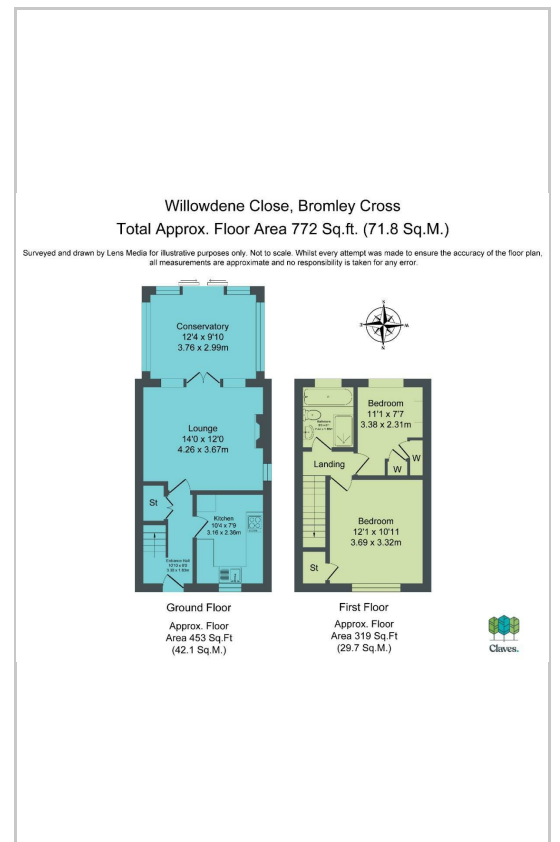 Willowdene Close, Bromley Cross
Total Approx. Floor Area 772 Sq.ft. (71.8 Sq.M.)
Surveyed and drawn by Lens Media for illustrative purposes only. Not to scale. Whilst every attempt was made to ensure the accuracy of the floor plan,
all measurements are approximate and no responsibility is taken for any error.
Conservatory
12'4 x 9'10
3.76 x 2.99m
S
E
W
N
Lounge
14'0 x 12'0
4.26 x 3.67m
St
Kitchen
10'4 x 7'9
3.16 x 2.36m
Entrance Hall
Bathroom
Bedroom
11'1 x 7'7
3.38 x 2.31m
Landing
W
W
Bedroom
12'1 x 10'11
3.69 x 3.32m
St
Ground Floor
Approx. Floor
Area 453 Sq.Ft
(42.1 Sq.M.)
First Floor
Approx. Floor
Area 319 Sq.Ft
(29.7 Sq.M.)
Claves.